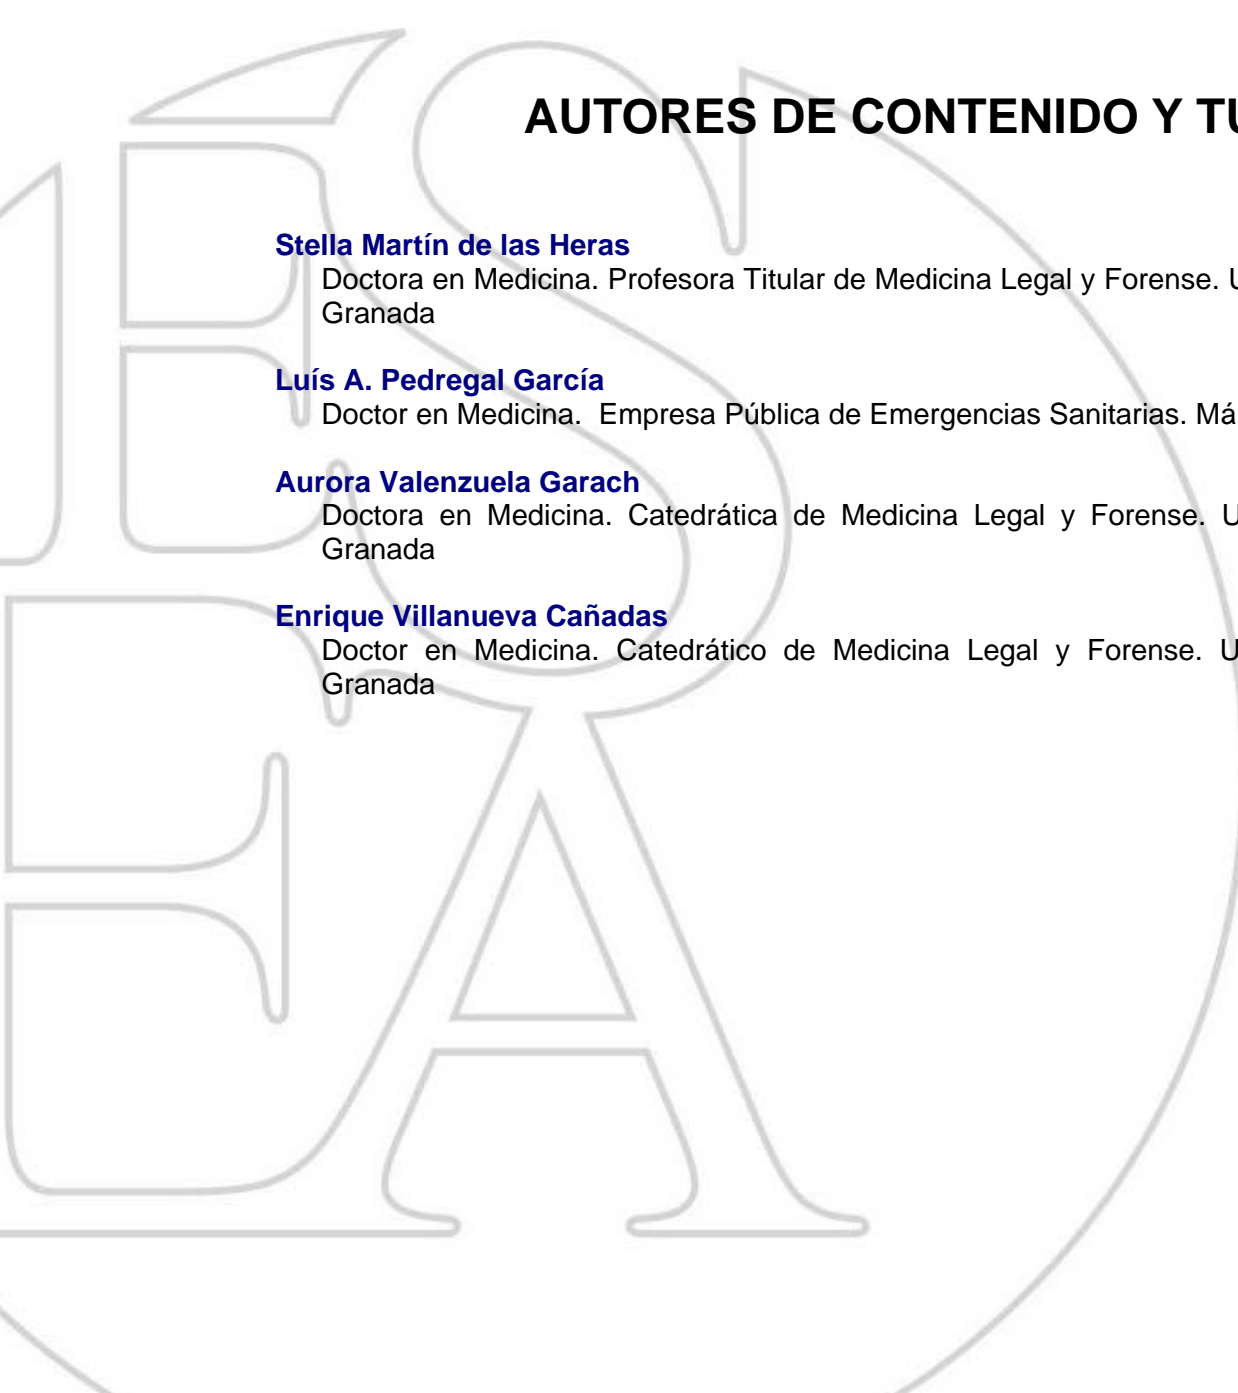 AUTORES DE CONTENIDO Y
Stella Martín de las Heras
Doctora en Medicina. Profesora Titular de Medicina Legal y Forense.
Granada
Luís A. Pedregal García
Doctor en Medicina. Empresa Pública de Emergencias Sanitarias.
Aurora Valenzuela Garach
Doctora en Medicina. Catedrática de Medicina Legal y Forense.
Granada
Enrique Villanueva Cañadas
Doctor en Medicina. Catedrático de Medicina Legal y Forense.
Granada